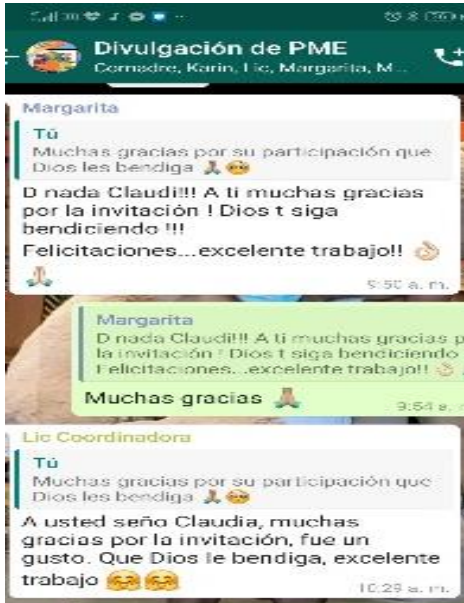 Divulgación de PME
Comadre, Karin, Lic, Margarita, M...
Margarita
Tú
Muchas gracias por su participación que
Dios les bendiga 🙏🥺
D nada Claudi!!! A ti muchas gracias
por la invitación ! Dios t siga
bendiciendo !!!
Felicitaciones...excelente trabajo!! 👌🏼
🙏🏼
9:50 a. m.
Margarita
D nada Claudi!!! A ti muchas gracias p
la invitación ! Dios t siga bendiciendo
Felicitaciones...excelente trabajo!! 👌🏼
Muchas gracias 🙏🏼
9:54 a.
Lic Coordinadora
Tú
Muchas gracias por su participación que
Dios les bendiga 🙏🥺
A usted seño Claudia, muchas
gracias por la invitación, fue un
gusto. Que Dios le bendiga, excelente
trabajo 🤗🤗
10:29 a. m.